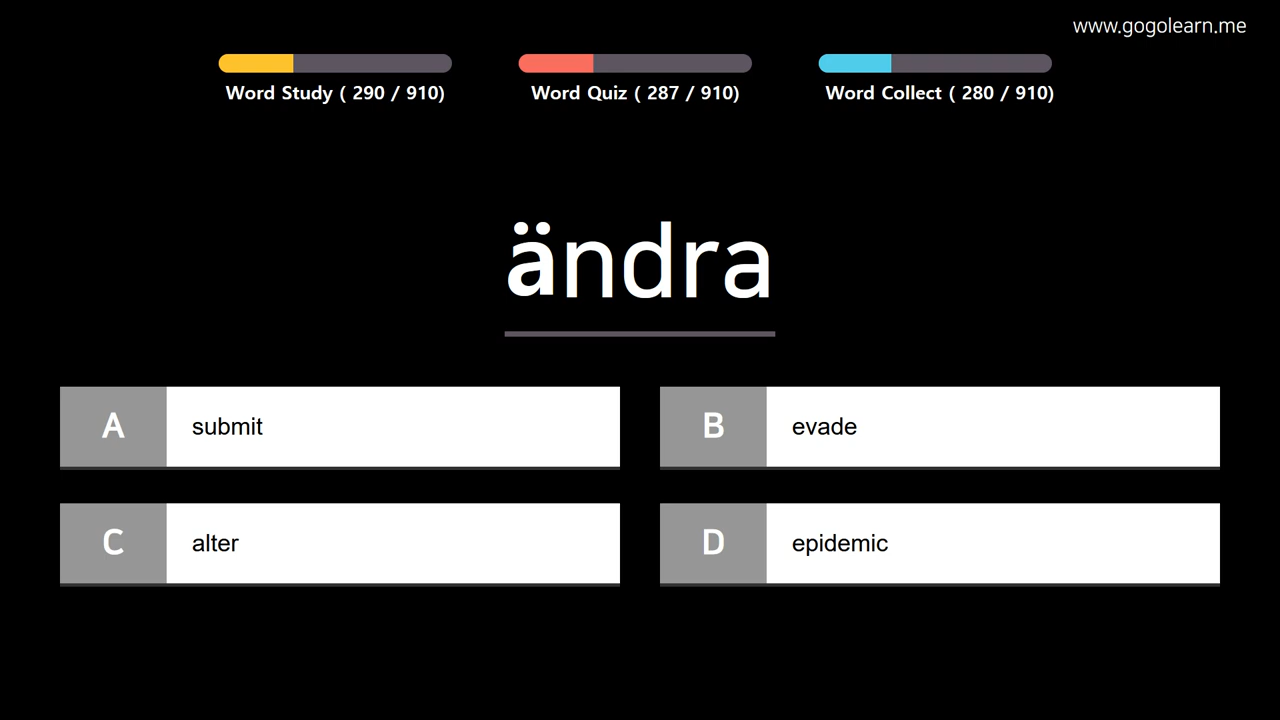 www.gogolearn.me
Word Study ( 290 / 910)
Word Quiz ( 287 / 910)
Word Collect ( 280 / 910)
ändra
A submit
B evade
C alter
D epidemic